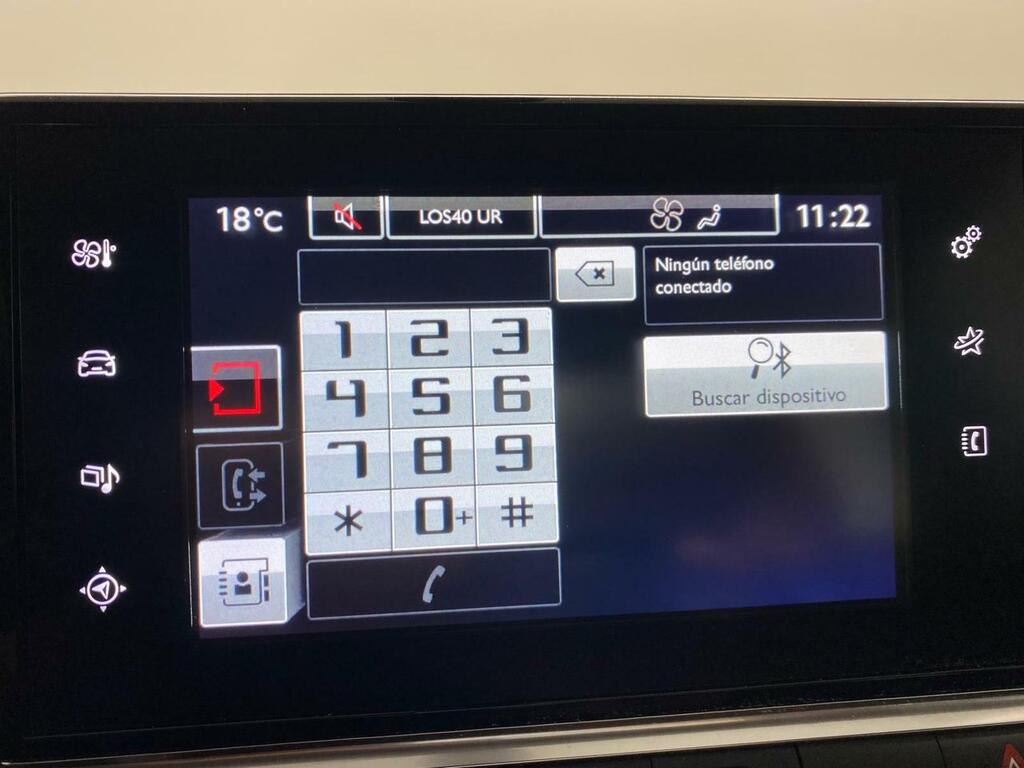 18°C
LOS40 UR
11:22
Ningún teléfono
conectado
1 2 3
4 5 6
7 8 9
* 0+ #
Buscar dispositivo